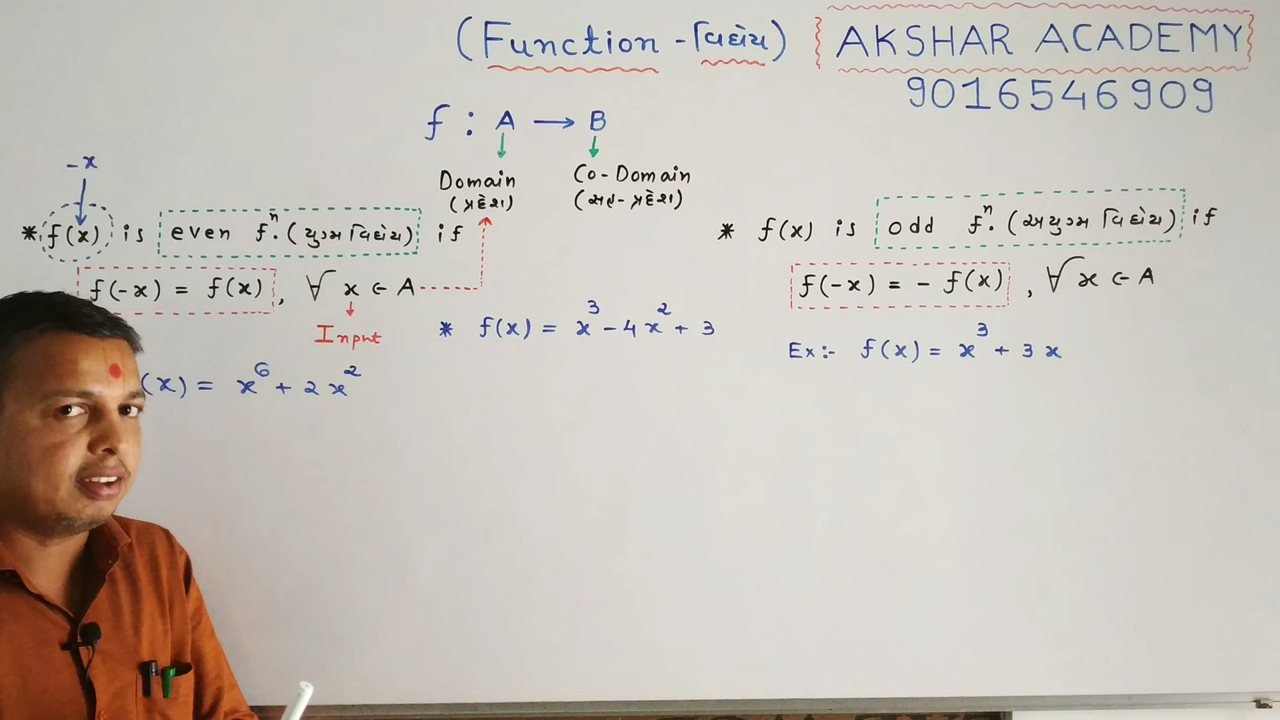 (Function - વિધેય) AKSHAR ACADEMY
9016546909
f : A → B
-x
Domain
(પ્રદેશ)
Co-Domain
(સહ-પ્રદેશ)
* f(x) is even fⁿ. (યુગ્મ વિધેય) if
f(-x) = f(x) , ∀ x ∈ A
Input
(x) = x⁶ + 2x²
* f(x) = x³ - 4x² + 3
* f(x) is odd fⁿ. (અયુગ્મ વિધેય) if
f(-x) = - f(x) , ∀ x ∈ A
Ex:- f(x) = x³ + 3x